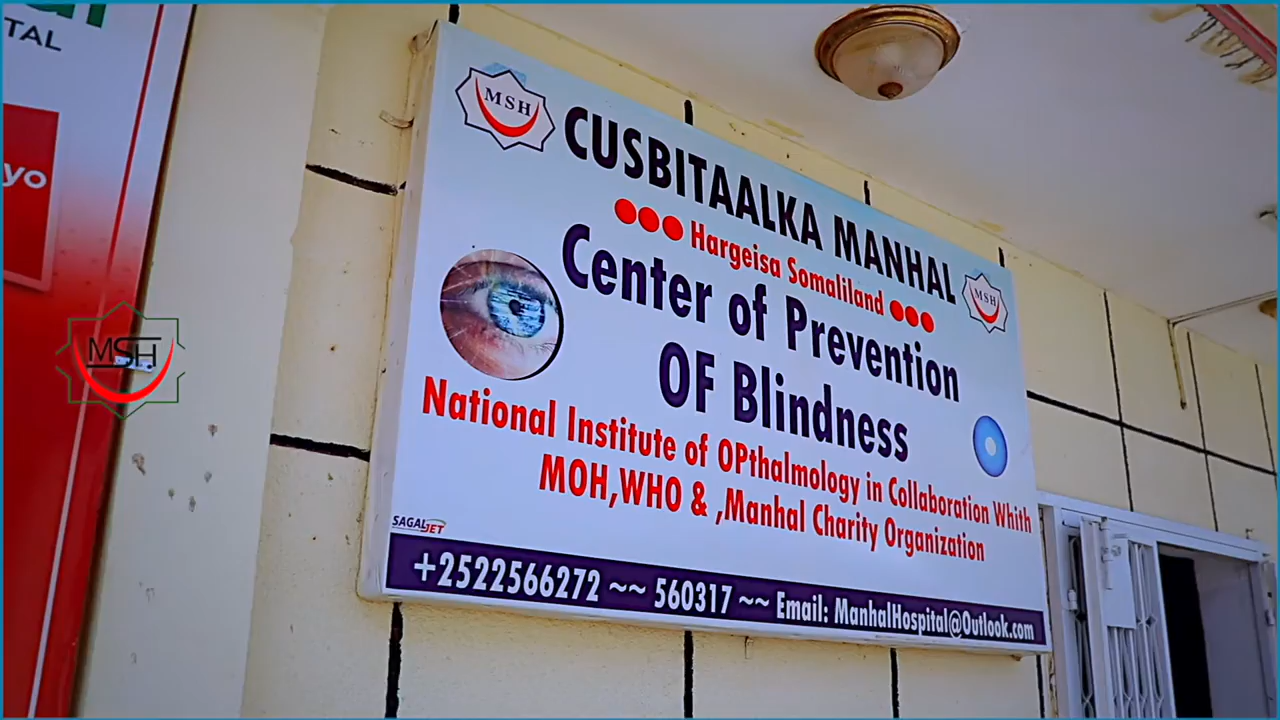 TAL
yo
MSH
MSH
CUSBITAALKA MANHAL
Hargeisa Somaliland
MSH
Center of Prevention
OF Blindness
National Institute of OPthalmology in Collaboration Whith
MOH,WHO & ,Manhal Charity Organization
SAGALJET
+2522566272 ~~ 560317 ~~ Email: ManhalHospital@Outlook.com